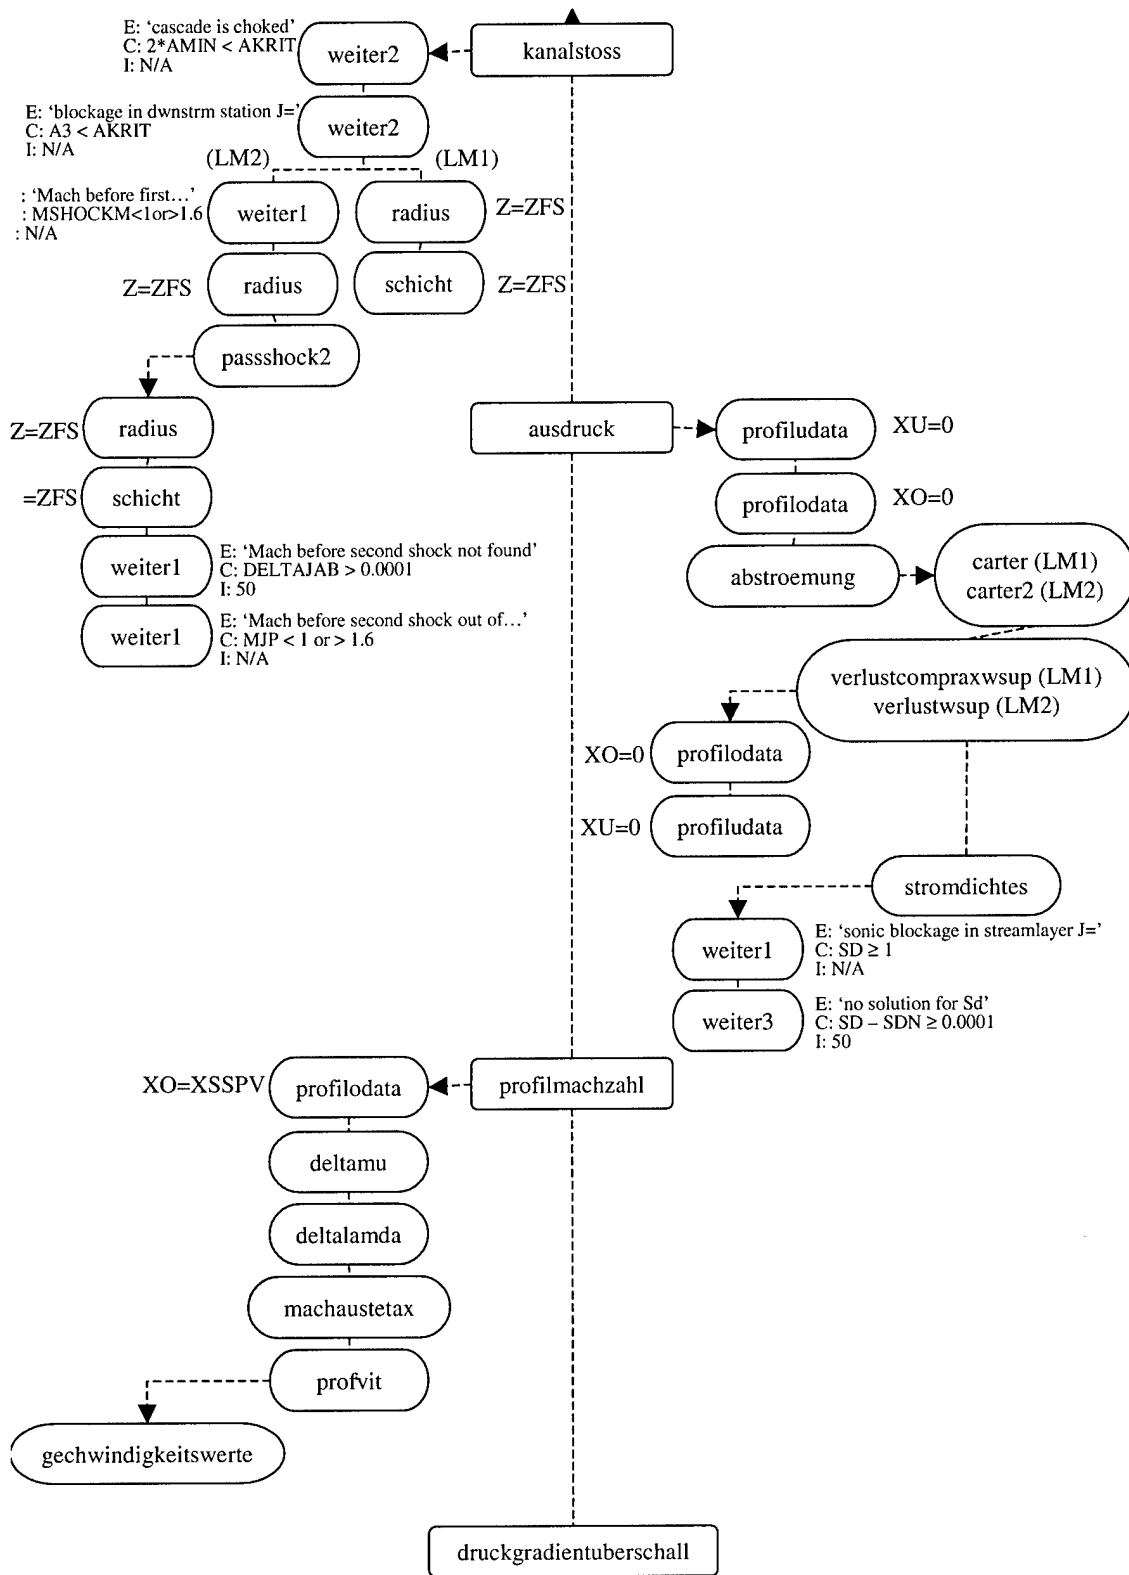 E: ‘cascade is choked’
C: 2*AMIN < AKRIT
I: N/A
weiter2
kanalstoss
E: ‘blockage in dwnstrm station J=’
C: A3 < AKRIT
I: N/A
weiter2
(LM2)
(LM1)
: ‘Mach before first...’
: MSHOCKM<1or>1.6
: N/A
weiter1
radius
Z=ZFS
Z=ZFS
radius
schicht
Z=ZFS
passshock2
Z=ZFS
radius
ausdruck
profiludata
XU=0
=ZFS
schicht
profilodata
XO=0
weiter1
E: ‘Mach before second shock not found’
C: DELTAJAB > 0.0001
I: 50
abstroemung
carter (LM1)
carter2 (LM2)
weiter1
E: ‘Mach before second shock out of...’
C: MJP < 1 or > 1.6
I: N/A
verlustcompraxwsup (LM1)
verlustwsup (LM2)
XO=0
profilodata
XU=0
profiludata
stromdichtes
weiter1
E: ‘sonic blockage in streamlayer J=’
C: SD ≥ 1
I: N/A
weiter3
E: ‘no solution for Sd’
C: SD – SDN ≥ 0.0001
I: 50
XO=XSSPV
profilodata
profilmachzahl
deltamu
deltalamda
machaustetax
profvit
gechwindigkeitswerte
druckgradientuberschall